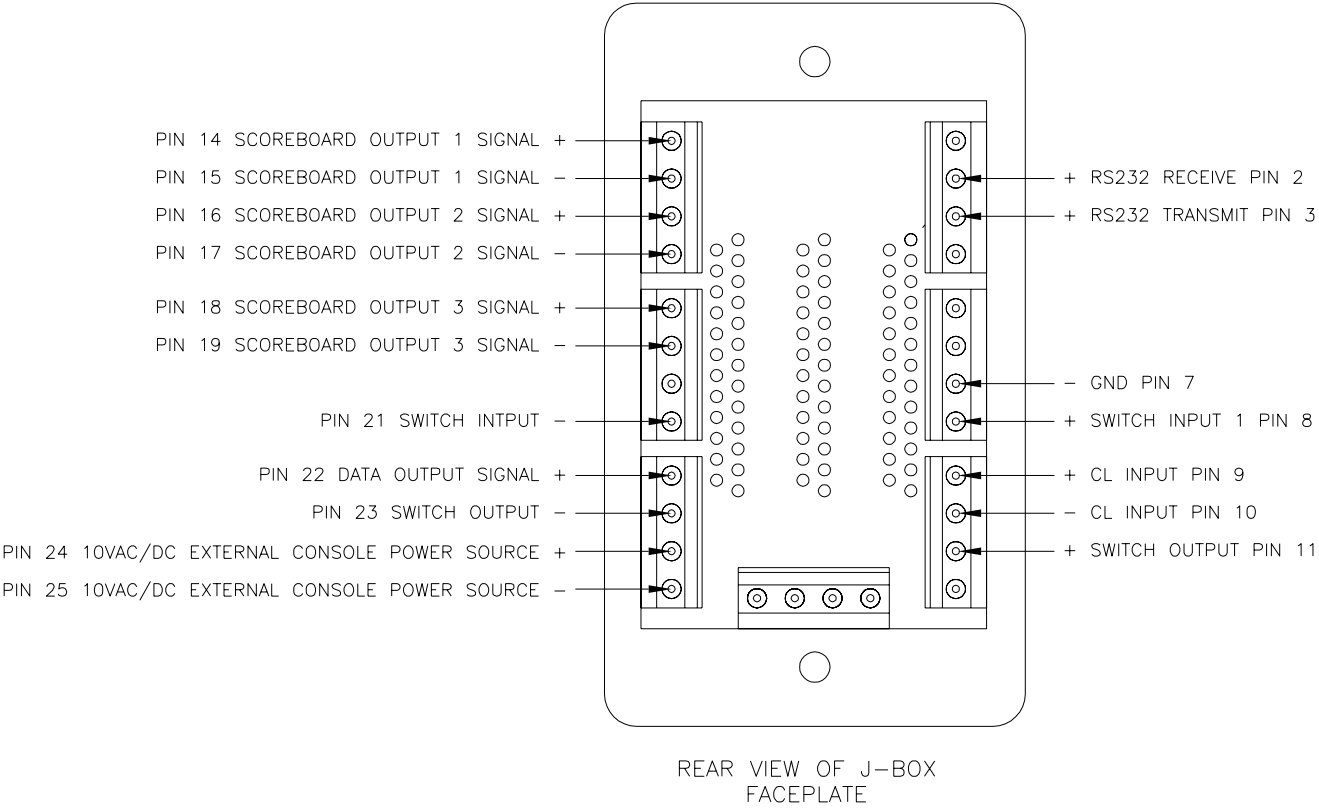 PIN 14 SCOREBOARD OUTPUT 1 SIGNAL +
PIN 15 SCOREBOARD OUTPUT 1 SIGNAL -
PIN 16 SCOREBOARD OUTPUT 2 SIGNAL +
PIN 17 SCOREBOARD OUTPUT 2 SIGNAL -
PIN 18 SCOREBOARD OUTPUT 3 SIGNAL +
PIN 19 SCOREBOARD OUTPUT 3 SIGNAL -
PIN 21 SWITCH INTPUT -
PIN 22 DATA OUTPUT SIGNAL +
PIN 23 SWITCH OUTPUT -
PIN 24 10VAC/DC EXTERNAL CONSOLE POWER SOURCE +
PIN 25 10VAC/DC EXTERNAL CONSOLE POWER SOURCE -
+ RS232 RECEIVE PIN 2
+ RS232 TRANSMIT PIN 3
- GND PIN 7
+ SWITCH INPUT 1 PIN 8
+ CL INPUT PIN 9
- CL INPUT PIN 10
+ SWITCH OUTPUT PIN 11
REAR VIEW OF J-BOX
FACEPLATE